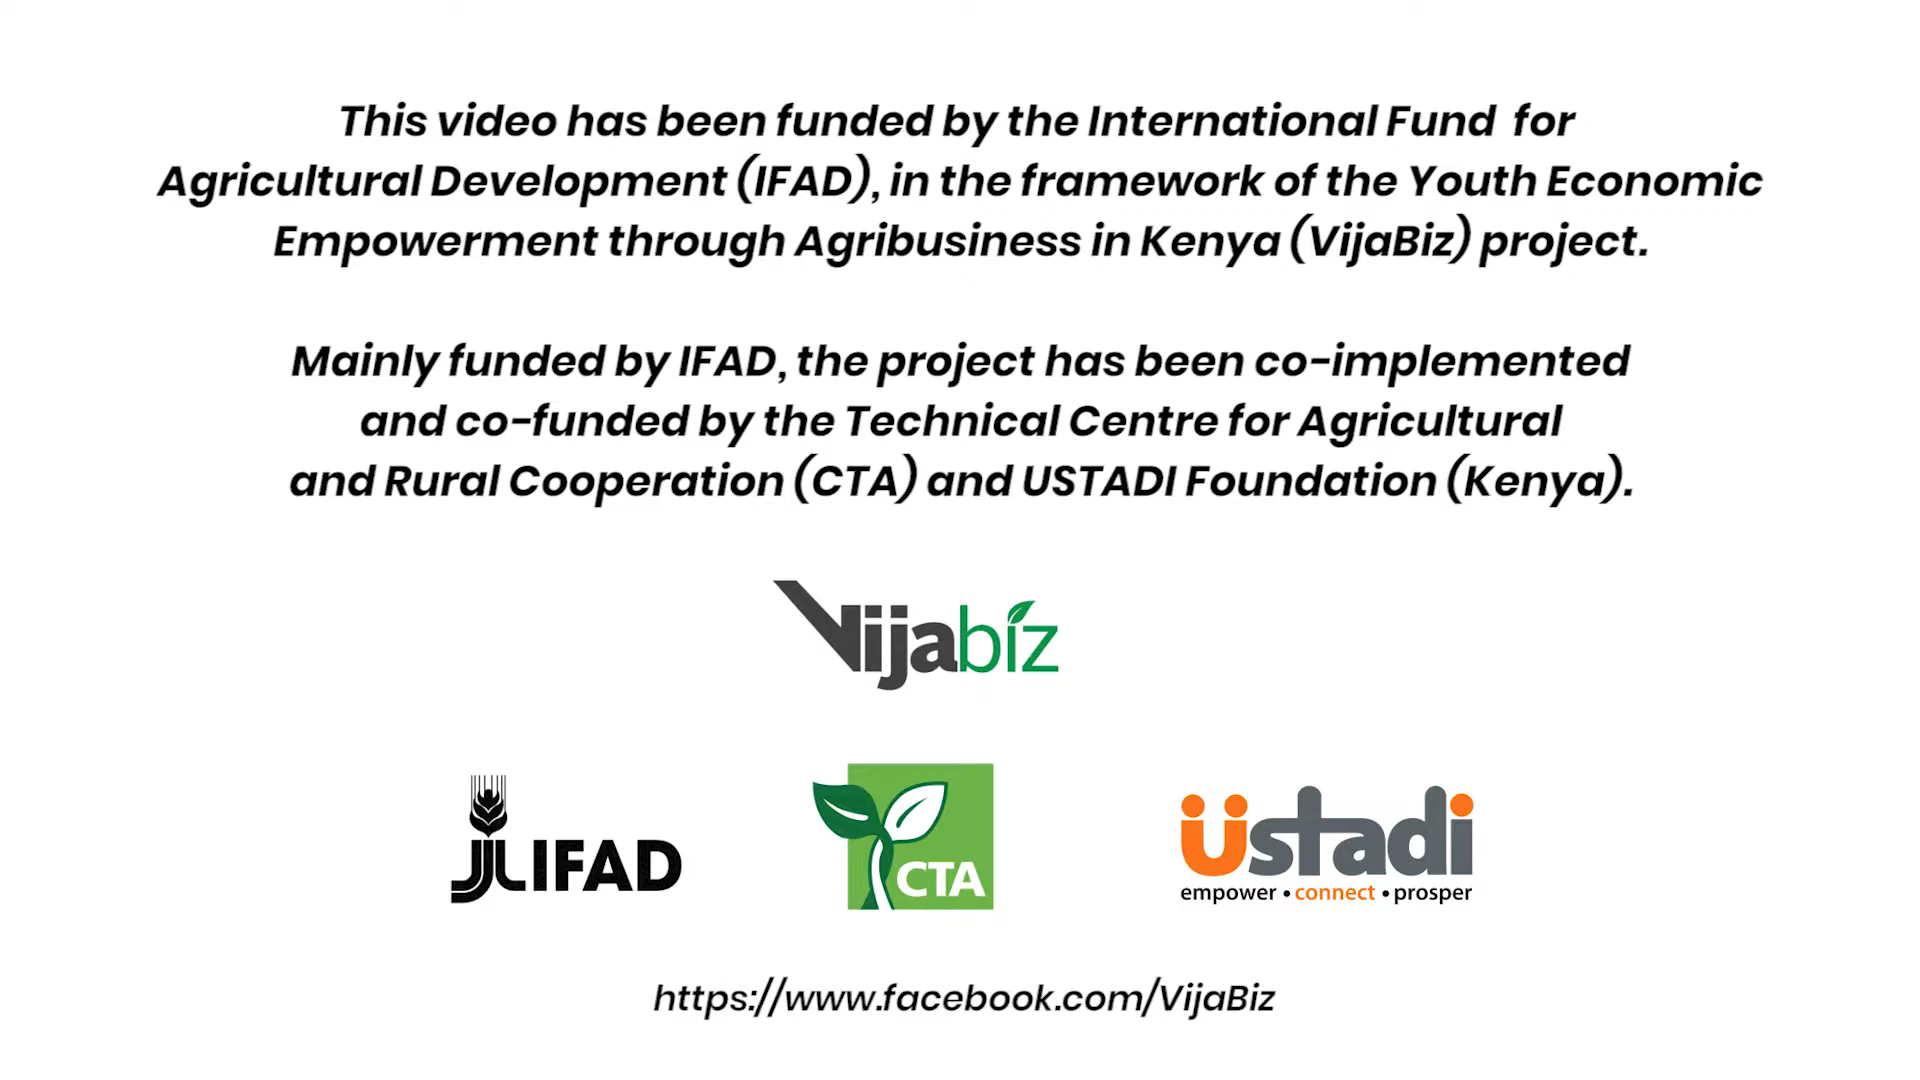 This video has been funded by the International Fund for
Agricultural Development (IFAD), in the framework of the Youth Economic
Empowerment through Agribusiness in Kenya (VijaBiz) project.
Mainly funded by IFAD, the project has been co-implemented
and co-funded by the Technical Centre for Agricultural
and Rural Cooperation (CTA) and USTADI Foundation (Kenya).
Vijabiz
IFAD
CTA
üstadi
empower • connect • prosper
https://www.facebook.com/VijaBiz